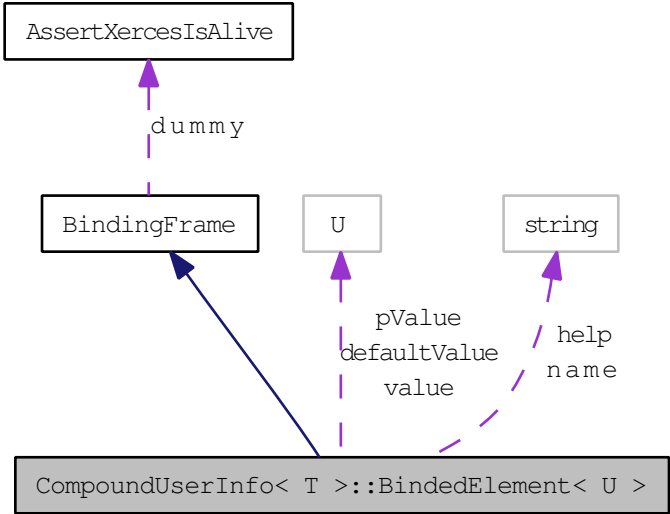 AssertXercesIsAlive
dummy
BindingFrame
U
string
pValue
defaultValue
value
help
name
CompoundUserInfo< T >::BindedElement< U >